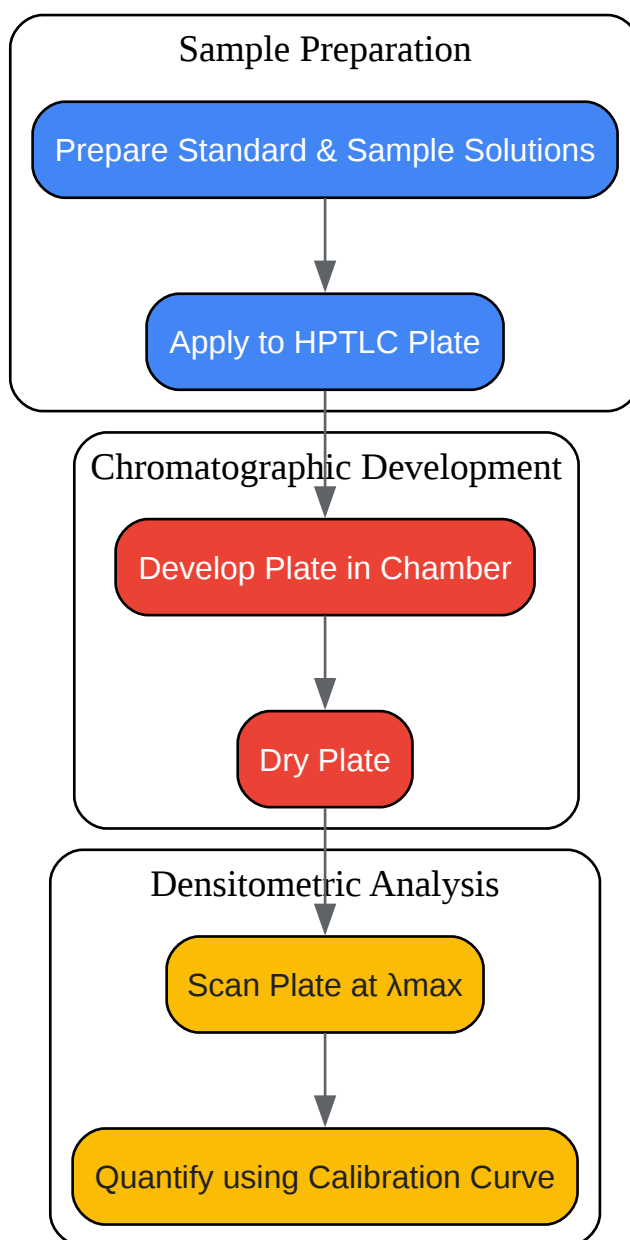 Sample Preparation
Prepare Standard & Sample Solutions
Apply to HPTLC Plate
Chromatographic Development
Develop Plate in Chamber
Dry Plate
Densitometric Analysis
Scan Plate at λmax
Quantify using Calibration Curve